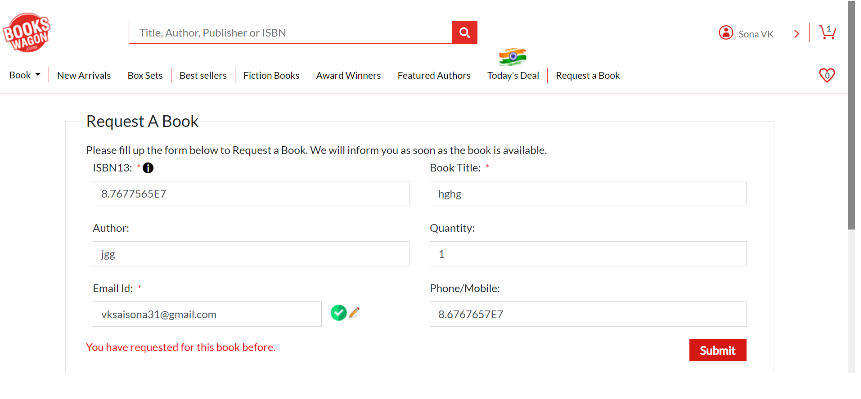 BOOKS
WAGON
Title, Author, Publisher or ISBN
Sona VK
1
Book
New Arrivals
Box Sets
Best sellers
Fiction Books
Award Winners
Featured Authors
Today's Deal
Request a Book
0
Request A Book
Please fill up the form below to Request a Book. We will inform you as soon as the book is available.
ISBN13: *
Book Title: *
8.7677565E7
hghg
Author:
Quantity:
jgg
1
Email Id: *
Phone/Mobile:
vksaisona31@gmail.com
8.6767657E7
You have requested for this book before.
Submit